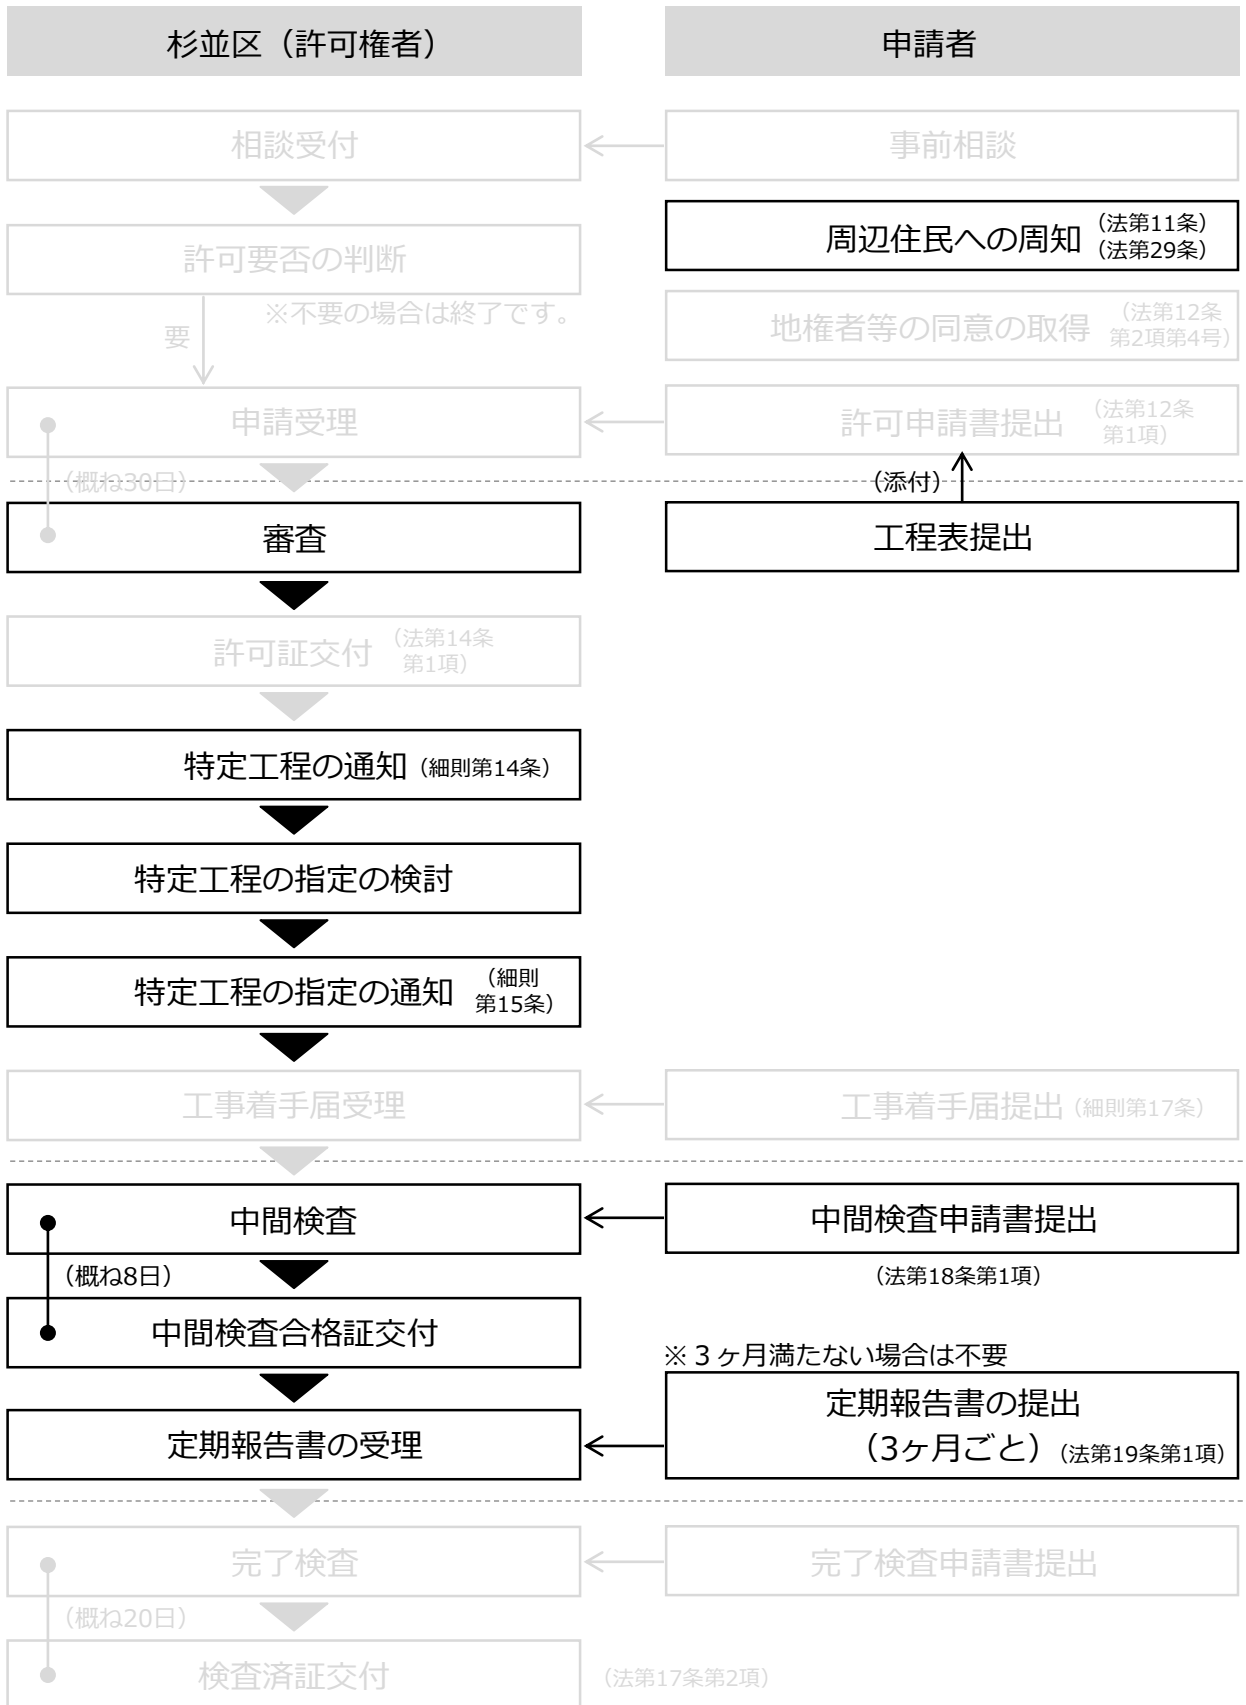 杉並区（許可権者）
申請者
相談受付
事前相談
周辺住民への周知（法第11条）
（法第29条）
許可要否の判断
※不要の場合は終了です。
要
地権者等の同意の取得（法第12条
第2項第4号）
申請受理
許可申請書提出（法第12条
第1項）
（概ね30日）
（添付）
審査
工程表提出
許可証交付（法第14条
第1項）
特定工程の通知（細則第14条）
特定工程の指定の検討
特定工程の指定の通知（細則
第15条）
工事着手届受理
工事着手届提出（細則第17条）
中間検査
中間検査申請書提出
（概ね8日）
（法第18条第1項）
中間検査合格証交付
※３ヶ月満たない場合は不要
定期報告書の提出
（3ヶ月ごと）（法第19条第1項）
定期報告書の受理
完了検査
完了検査申請書提出
（概ね20日）
検査済証交付
（法第17条第2項）